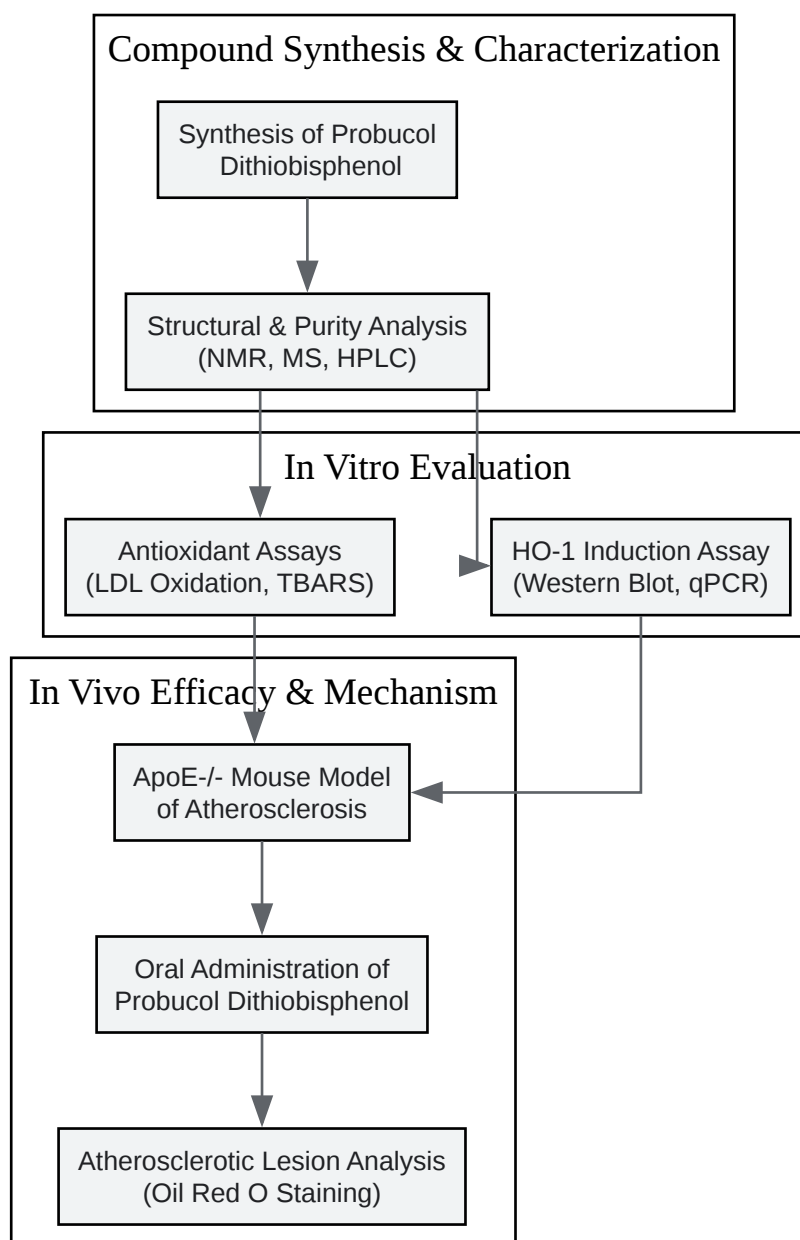 Compound Synthesis & Characterization
Synthesis of Probucol
Dithiobisphenol
Structural & Purity Analysis
(NMR, MS, HPLC)
In Vitro Evaluation
Antioxidant Assays
(LDL Oxidation, TBARS)
HO-1 Induction Assay
(Western Blot, qPCR)
In Vivo Efficacy & Mechanism
ApoE-/- Mouse Model
of Atherosclerosis
Oral Administration of
Probucol Dithiobisphenol
Atherosclerotic Lesion Analysis
(Oil Red O Staining)